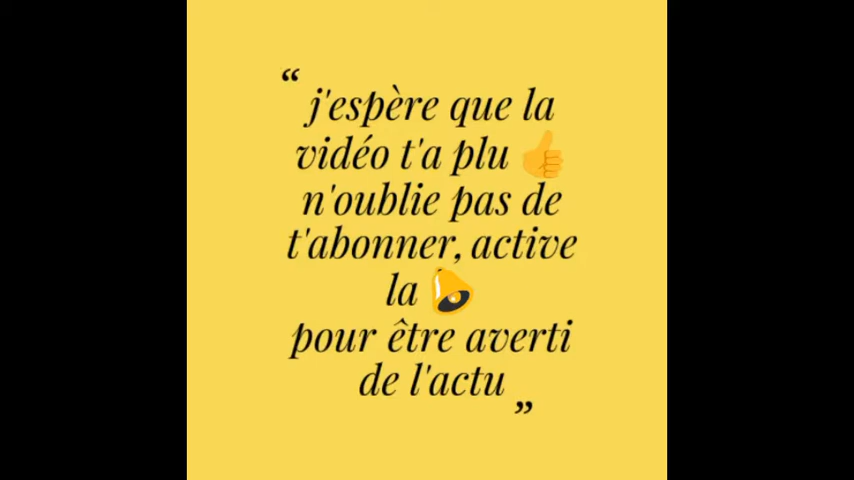 “ j'espère que la
vidéo t'a plu 👍
n'oublie pas de
t'abonner, active
la 🔔
pour être averti
de l'actu ”